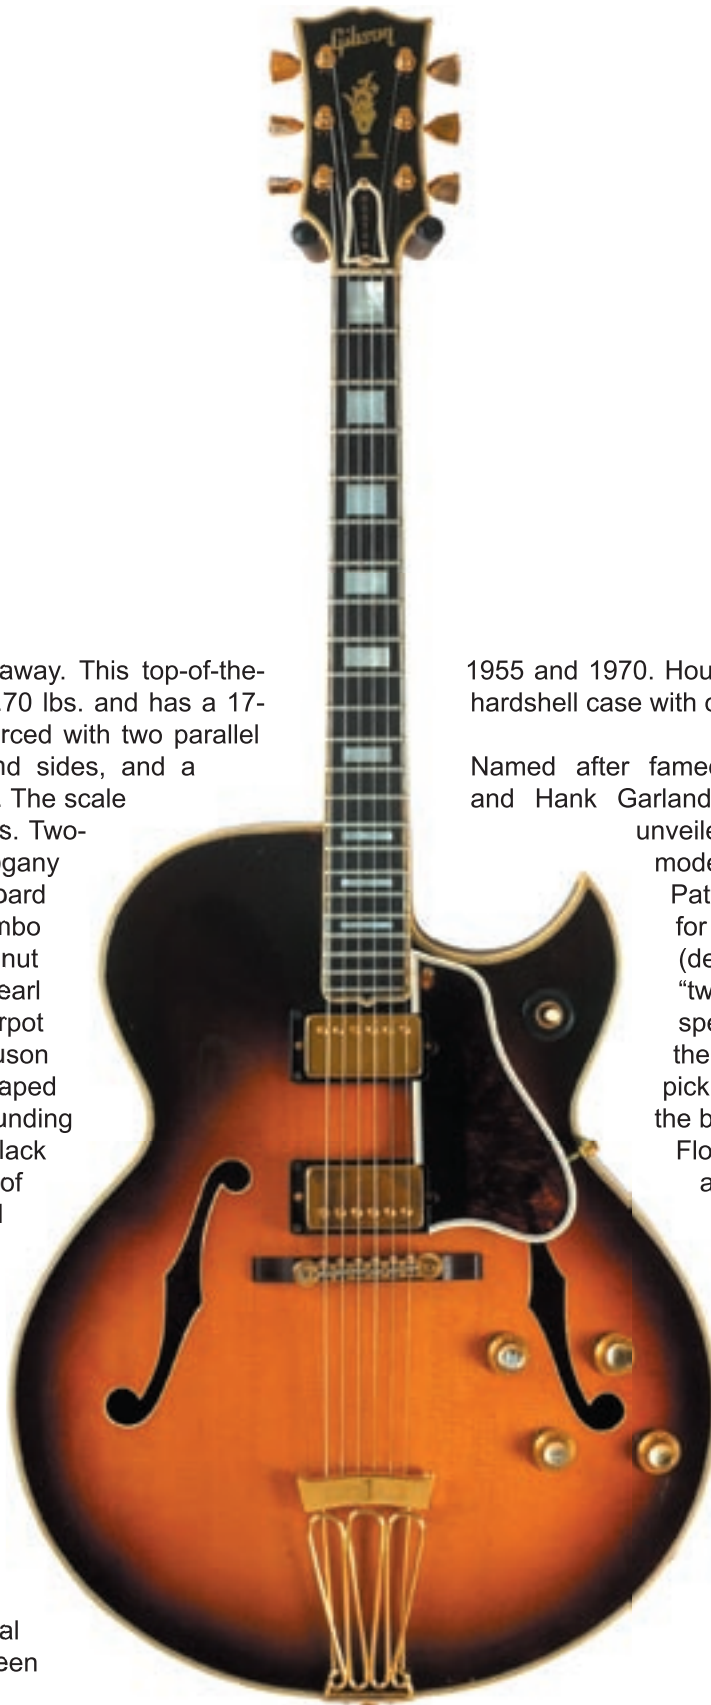 Gibson
away. This top-of-the-
.70 lbs. and has a 17-
rced with two parallel
nd sides, and a
. The scale
s. Two-
ogany
oard
mbo
nut
earl
rpot
uson
aped
unding
lack
of
al
een
1955 and 1970. Hou
hardshell case with c
Named after famed
and Hank Garland
unveile
mode
Pat
for
(de
“tw
spe
the
pick
the b
Flo
a